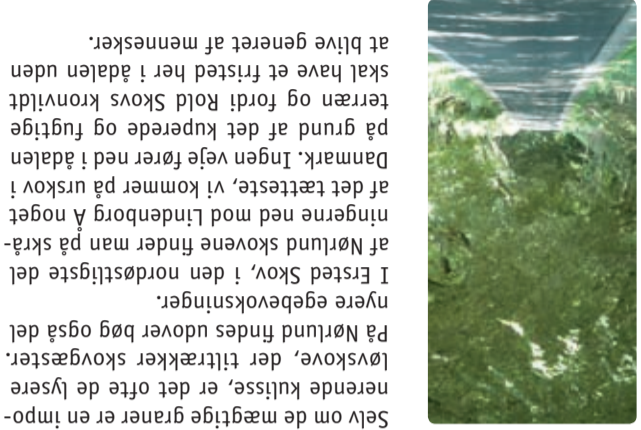 Selv om de mægtige graner er en impo-
nerende kulisse, er det ofte de lysere
løvskove, der tiltrækker skovgæster.
På Nørlund findes udover bøg også del
nyere egebevoksninger.
I Ersted Skov, i den nordøstligste del
af Nørlund skovene finder man på skrå-
ningerne ned mod Lindenborg Å noget
af det tætteste, vi kommer på urskov i
Danmark. Ingen veje fører ned i ådalen
på grund af det kuperede og fugtige
terræn og fordi Rold Skovs kronvildt
skal have et fristed her i ådalen uden
at blive generet af mennesker.